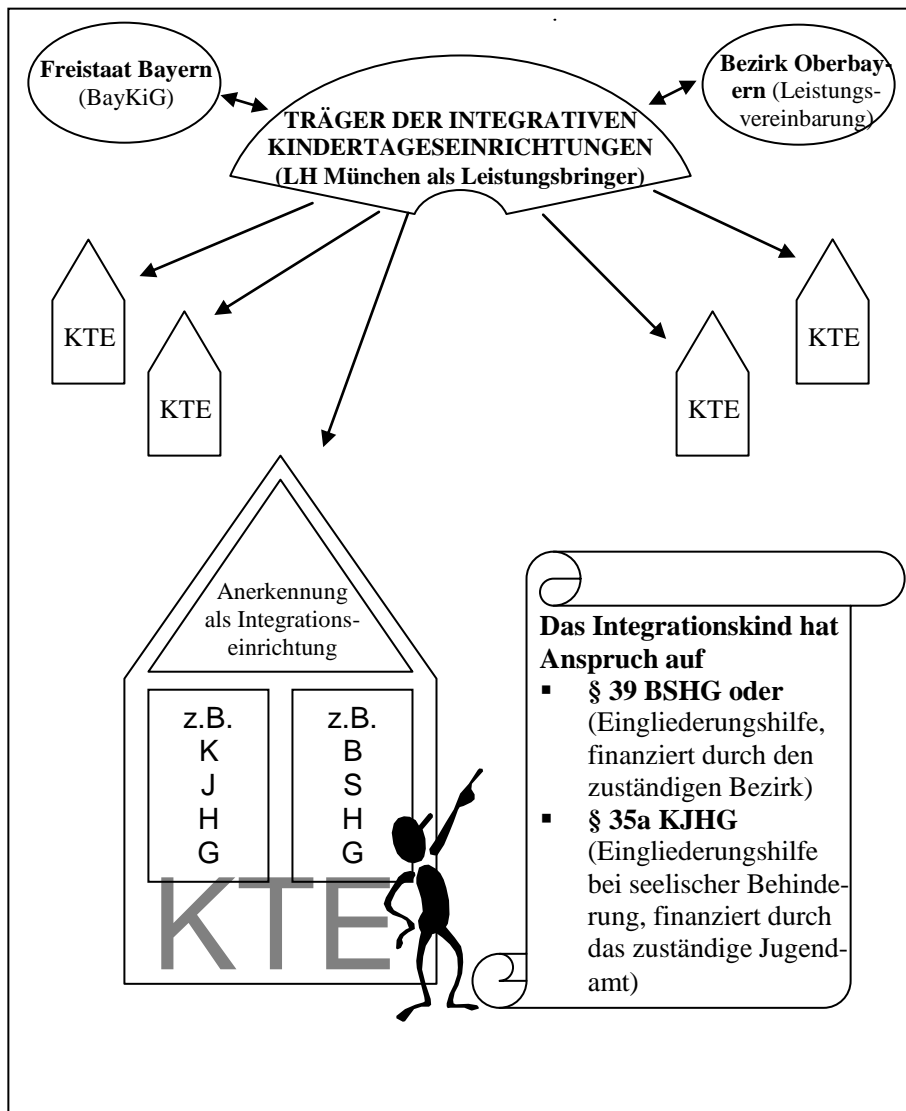 Freistaat Bayern
(BayKiG)
Bezirk Oberbay-
ern (Leistungs-
vereinbarung)
TRÄGER DER INTEGRATIVEN
KINDERTAGESEINRICHTUNGEN
(LH München als Leistungsbringer)
KTE
KTE
KTE
KTE
Anerkennung
als Integrations-
einrichtung
z.B.
K
J
H
G
z.B.
B
S
H
G
KTE
Das Integrationskind hat
Anspruch auf
▪ § 39 BSHG oder
(Eingliederungshilfe,
finanziert durch den
zuständigen Bezirk)
▪ § 35a KJHG
(Eingliederungshilfe
bei seelischer Behinde-
rung, finanziert durch
das zuständige Jugend-
amt)